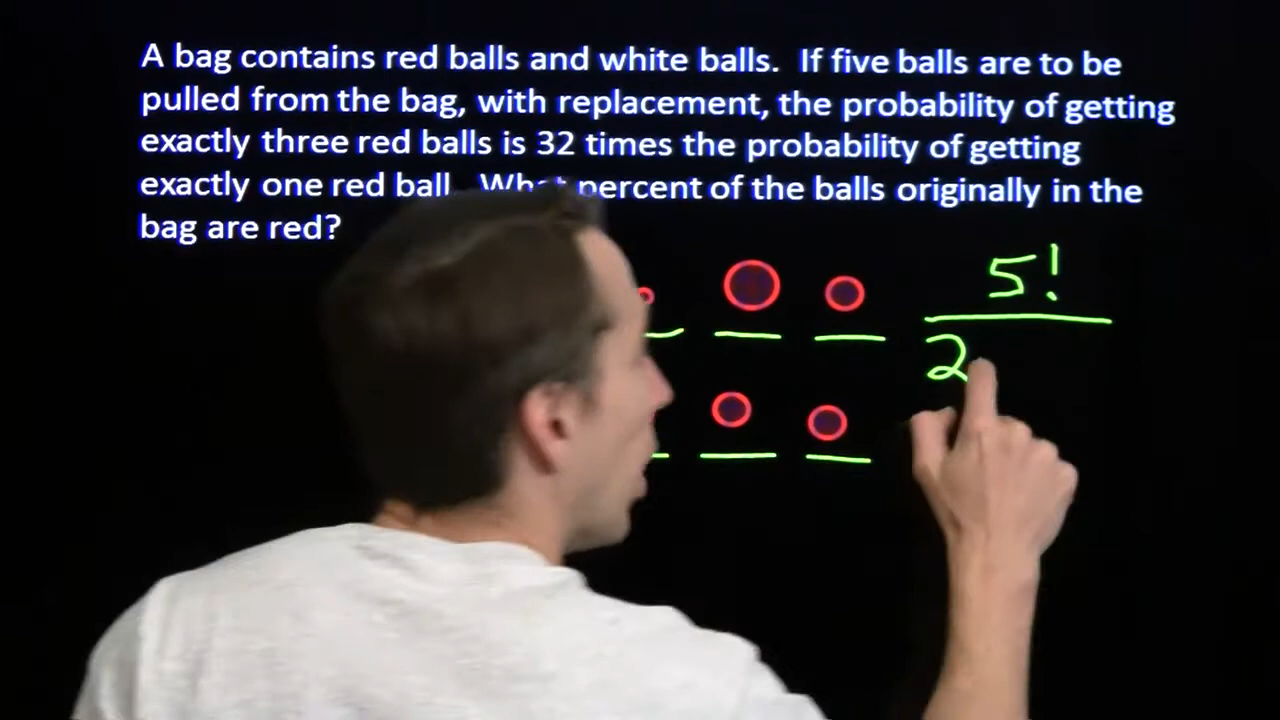 A bag contains red balls and white balls. If five balls are to be
pulled from the bag, with replacement, the probability of getting
exactly three red balls is 32 times the probability of getting
exactly one red ball percent of the balls originally in the
bag are red?
5!
2